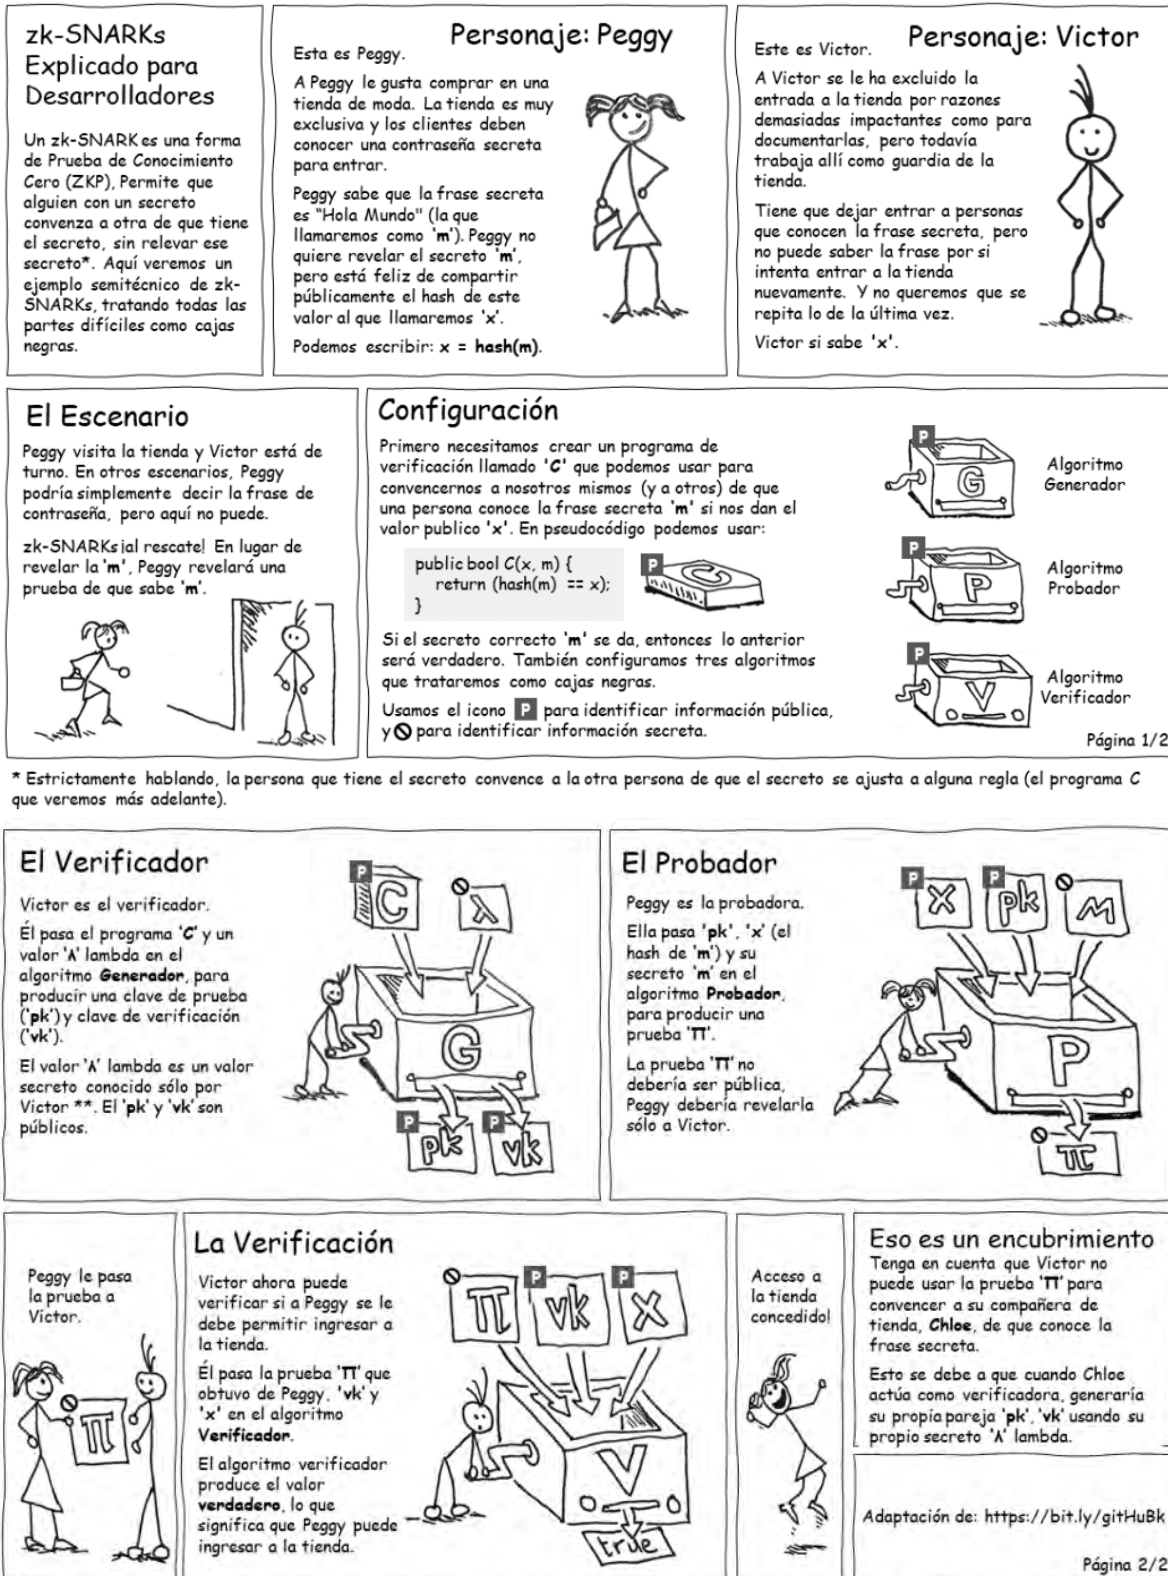 zk-SNARKs
Explicado para
Desarrolladores
Un zk-SNARK es una forma
de Prueba de Conocimiento
Cero (ZKP), Permite que
alguien con un secreto
convenza a otra de que tiene
el secreto, sin relevar ese
secreto*. Aquí veremos un
ejemplo semitécnico de zk-
SNARKs, tratando todas las
partes difíciles como cajas
negras.
Personaje: Peggy
Esta es Peggy.
A Peggy le gusta comprar en una
tienda de moda. La tienda es muy
exclusiva y los clientes deben
conocer una contraseña secreta
para entrar.
Peggy sabe que la frase secreta
es "Hola Mundo" (la que
llamaremos como 'm'). Peggy no
quiere revelar el secreto 'm',
pero está feliz de compartir
públicamente el hash de este
valor al que llamaremos 'x'.
Podemos escribir: x = hash(m).
Personaje: Victor
Este es Victor.
A Victor se le ha excluido la
entrada a la tienda por razones
demasiadas impactantes como para
documentarlas, pero todavía
trabaja allí como guardia de la
tienda.
Tiene que dejar entrar a personas
que conocen la frase secreta, pero
no puede saber la frase por si
intenta entrar a la tienda
nuevamente. Y no queremos que se
repita lo de la última vez.
Victor si sabe 'x'.
El Escenario
Peggy visita la tienda y Victor está de
turno. En otros escenarios, Peggy
podría simplemente decir la frase de
contraseña, pero aquí no puede.
zk-SNARKs ¡al rescate! En lugar de
revelar la 'm', Peggy revelará una
prueba de que sabe 'm'.
Configuración
Primero necesitamos crear un programa de
verificación llamado 'C' que podemos usar para
convencernos a nosotros mismos (y a otros) de que
una persona conoce la frase secreta 'm' si nos dan el
valor publico 'x'. En pseudocódigo podemos usar:
public bool C(x, m) {
return (hash(m) == x);
}
P
C
Si el secreto correcto 'm' se da, entonces lo anterior
será verdadero. También configuramos tres algoritmos
que trataremos como cajas negras.
Usamos el icono P para identificar información pública,
y para identificar información secreta.
P
G
Algoritmo
Generador
P
P
Algoritmo
Probador
P
V
Algoritmo
Verificador
Página 1/2
* Estrictamente hablando, la persona que tiene el secreto convence a la otra persona de que el secreto se ajusta a alguna regla (el programa C
que veremos más adelante).
El Verificador
Victor es el verificador.
Él pasa el programa 'C' y un
valor 'λ' lambda en el
algoritmo Generador, para
producir una clave de prueba
('pk') y clave de verificación
('vk').
El valor 'λ' lambda es un valor
secreto conocido sólo por
Victor **. El 'pk' y 'vk' son
públicos.
P
C
λ
G
P
pk
P
vk
El Probador
Peggy es la probadora.
Ella pasa 'pk', 'x' (el
hash de 'm') y su
secreto 'm' en el
algoritmo Probador,
para producir una
prueba 'π'.
La prueba 'π' no
debería ser pública,
Peggy debería revelarla
sólo a Victor.
P
X
P
pk
M
P
π
Peggy le pasa
la prueba a
Victor.
π
La Verificación
Victor ahora puede
verificar si a Peggy se le
debe permitir ingresar a
la tienda.
Él pasa la prueba 'π' que
obtuvo de Peggy, 'vk' y
'x' en el algoritmo
Verificador.
El algoritmo verificador
produce el valor
verdadero, lo que
significa que Peggy puede
ingresar a la tienda.
π
P
vk
P
X
V
true
Acceso a
la tienda
concedido!
Eso es un encubrimiento
Tenga en cuenta que Victor no
puede usar la prueba 'π' para
convencer a su compañera de
tienda, Chloe, de que conoce la
frase secreta.
Esto se debe a que cuando Chloe
actúa como verificadora, generaría
su propia pareja 'pk', 'vk' usando su
propio secreto 'λ' lambda.
Adaptación de: https://bit.ly/gitHuBk
Página 2/2